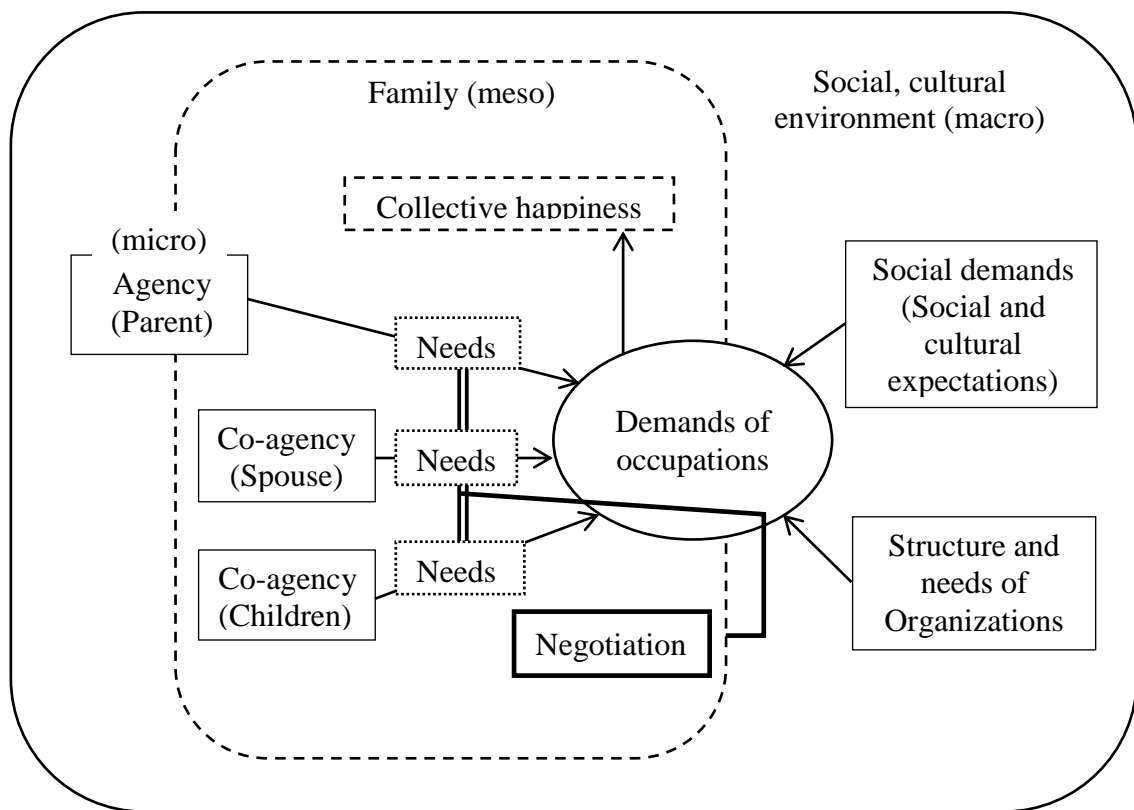 Family (meso)
Social, cultural
environment (macro)
Collective happiness
(micro)
Agency
(Parent)
Needs
Social demands
(Social and
cultural
expectations)
Co-agency
(Spouse)
Needs
Demands of
occupations
Co-agency
(Children)
Needs
Negotiation
Structure and
needs of
Organizations